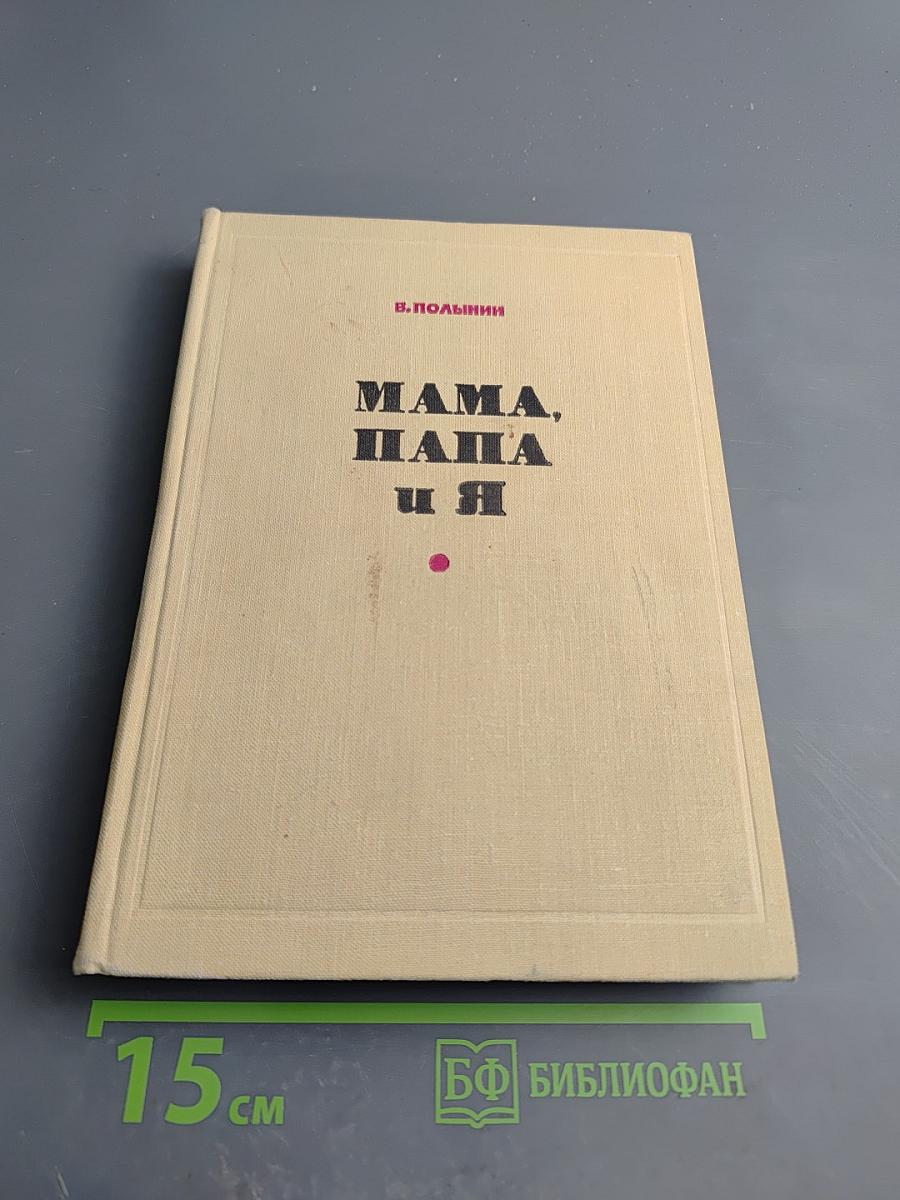 В. ПОЛЫНИН
МАМА,
ПАПА
и Я
15 см
БФ БИБЛИОФАН